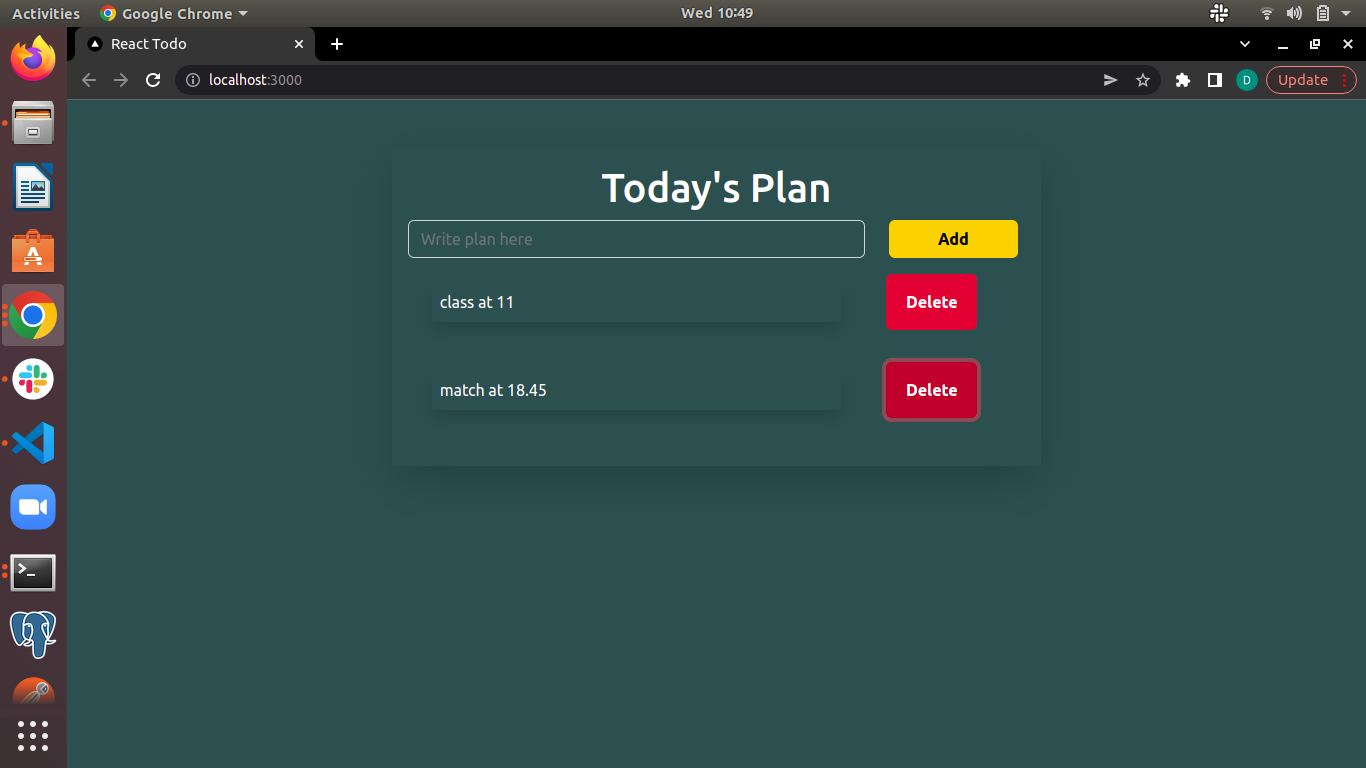 Activities
Google Chrome
Wed 10:49
React Todo
localhost:3000
D
Update
Today's Plan
Write plan here
Add
class at 11
Delete
match at 18.45
Delete